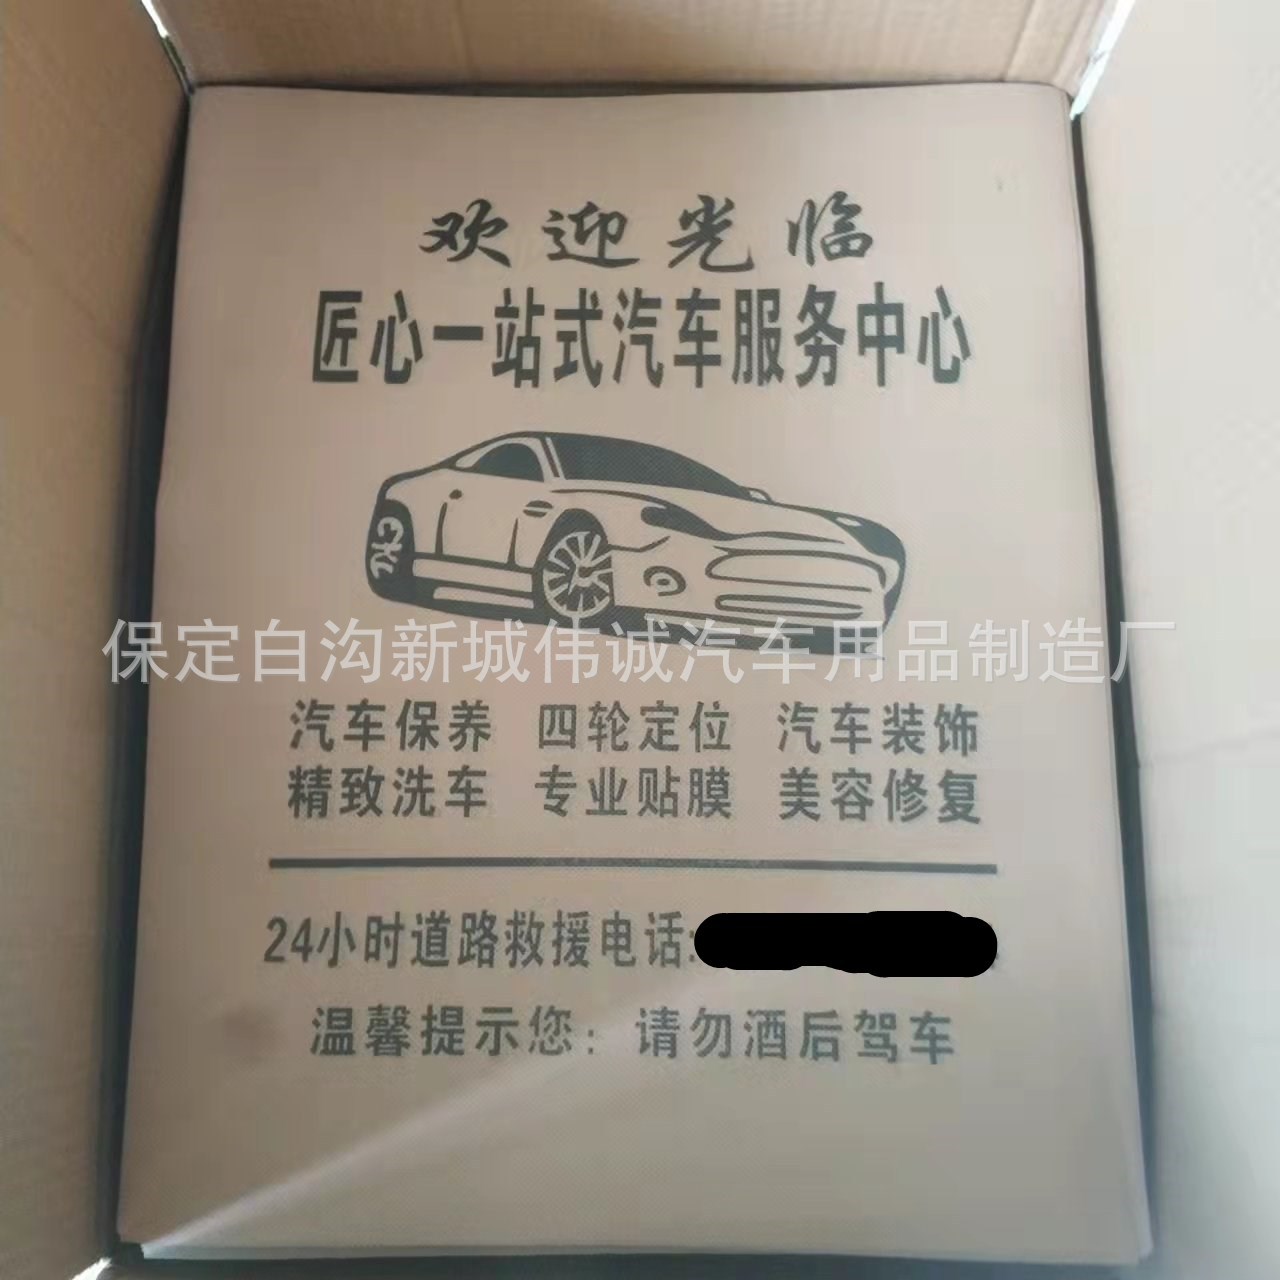 欢迎光临
匠心一站式汽车服务中心
保定白沟新城伟诚汽车用品制造厂
汽车保养 四轮定位 汽车装饰
精致洗车 专业贴膜 美容修复
24小时道路救援电话:
温馨提示您：请勿酒后驾车